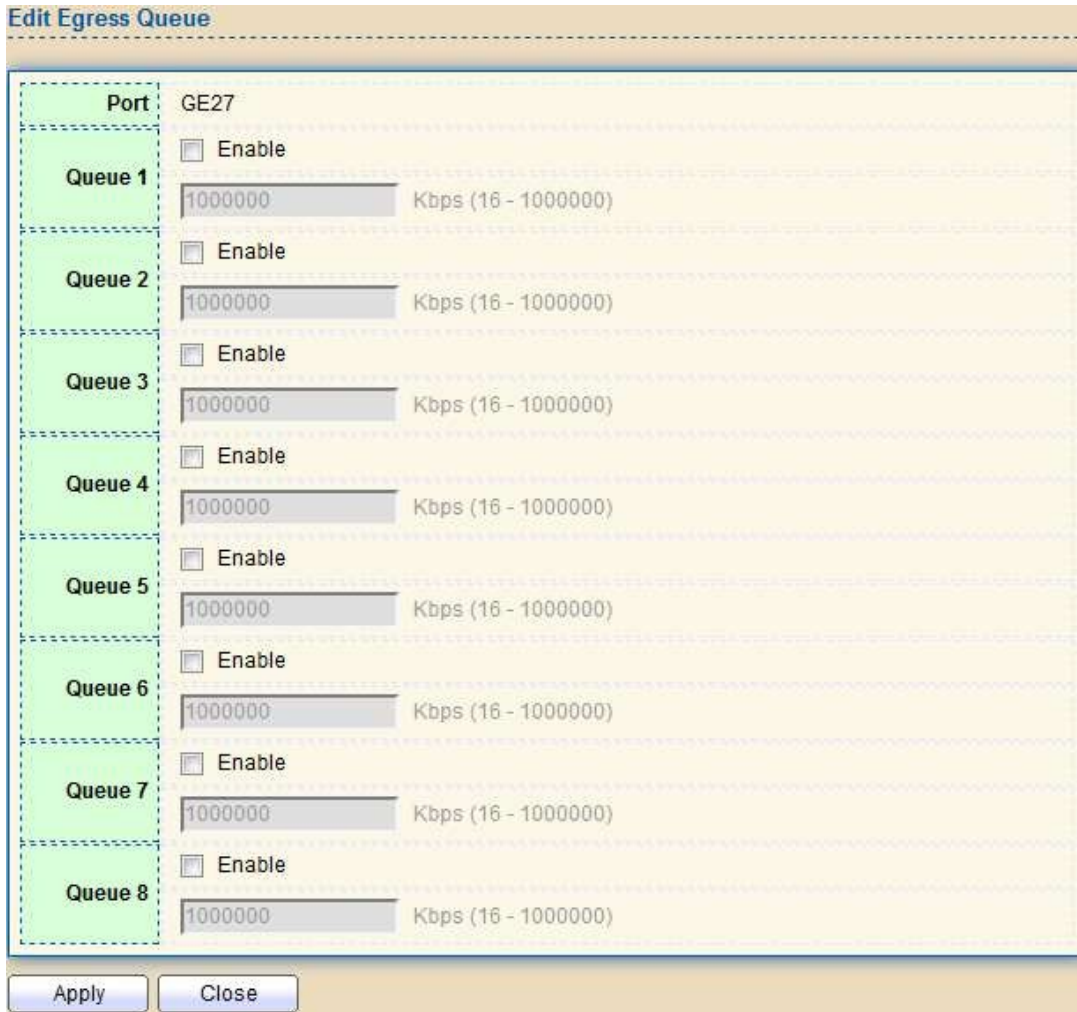 Edit Egress Queue
Port GE27
Queue 1
Enable
1000000 Kbps (16 - 1000000)
Queue 2
Enable
1000000 Kbps (16 - 1000000)
Queue 3
Enable
1000000 Kbps (16 - 1000000)
Queue 4
Enable
1000000 Kbps (16 - 1000000)
Queue 5
Enable
1000000 Kbps (16 - 1000000)
Queue 6
Enable
1000000 Kbps (16 - 1000000)
Queue 7
Enable
1000000 Kbps (16 - 1000000)
Queue 8
Enable
1000000 Kbps (16 - 1000000)
Apply Close